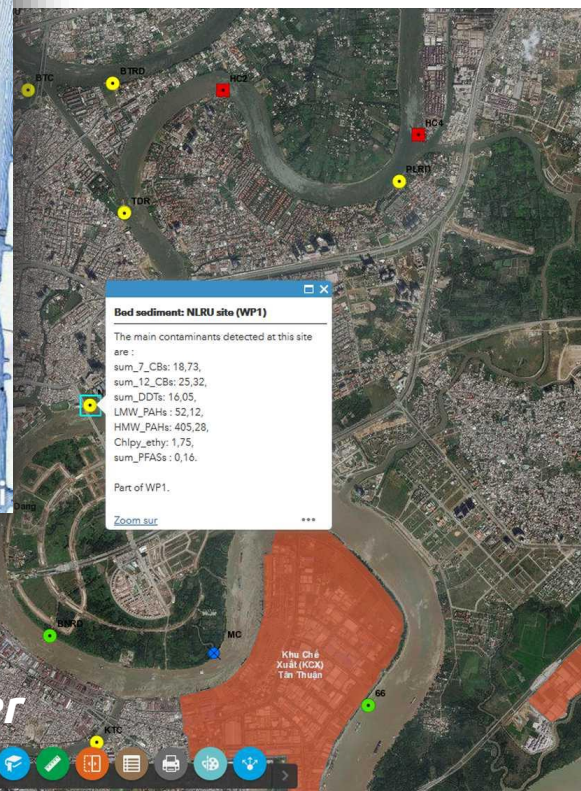 BTC
BTRD
HC2
HC4
TDR
Bed sediment: NLRU site (WP1)
The main contaminants detected at this site
are :
sum_7_CBs: 18,73,
sum_12_CBs: 25,32,
sum_DDTs: 16,05,
LMW_PAHs : 52,12,
HMW_PAHs: 405,28,
Chlpy_ethy: 1,75,
sum_PFASs : 0,16.
Part of WP1.
Zoom sur
BNRD
MC
Khu Chế
Xuất (KCX)
Tân Thuận
66
KTC